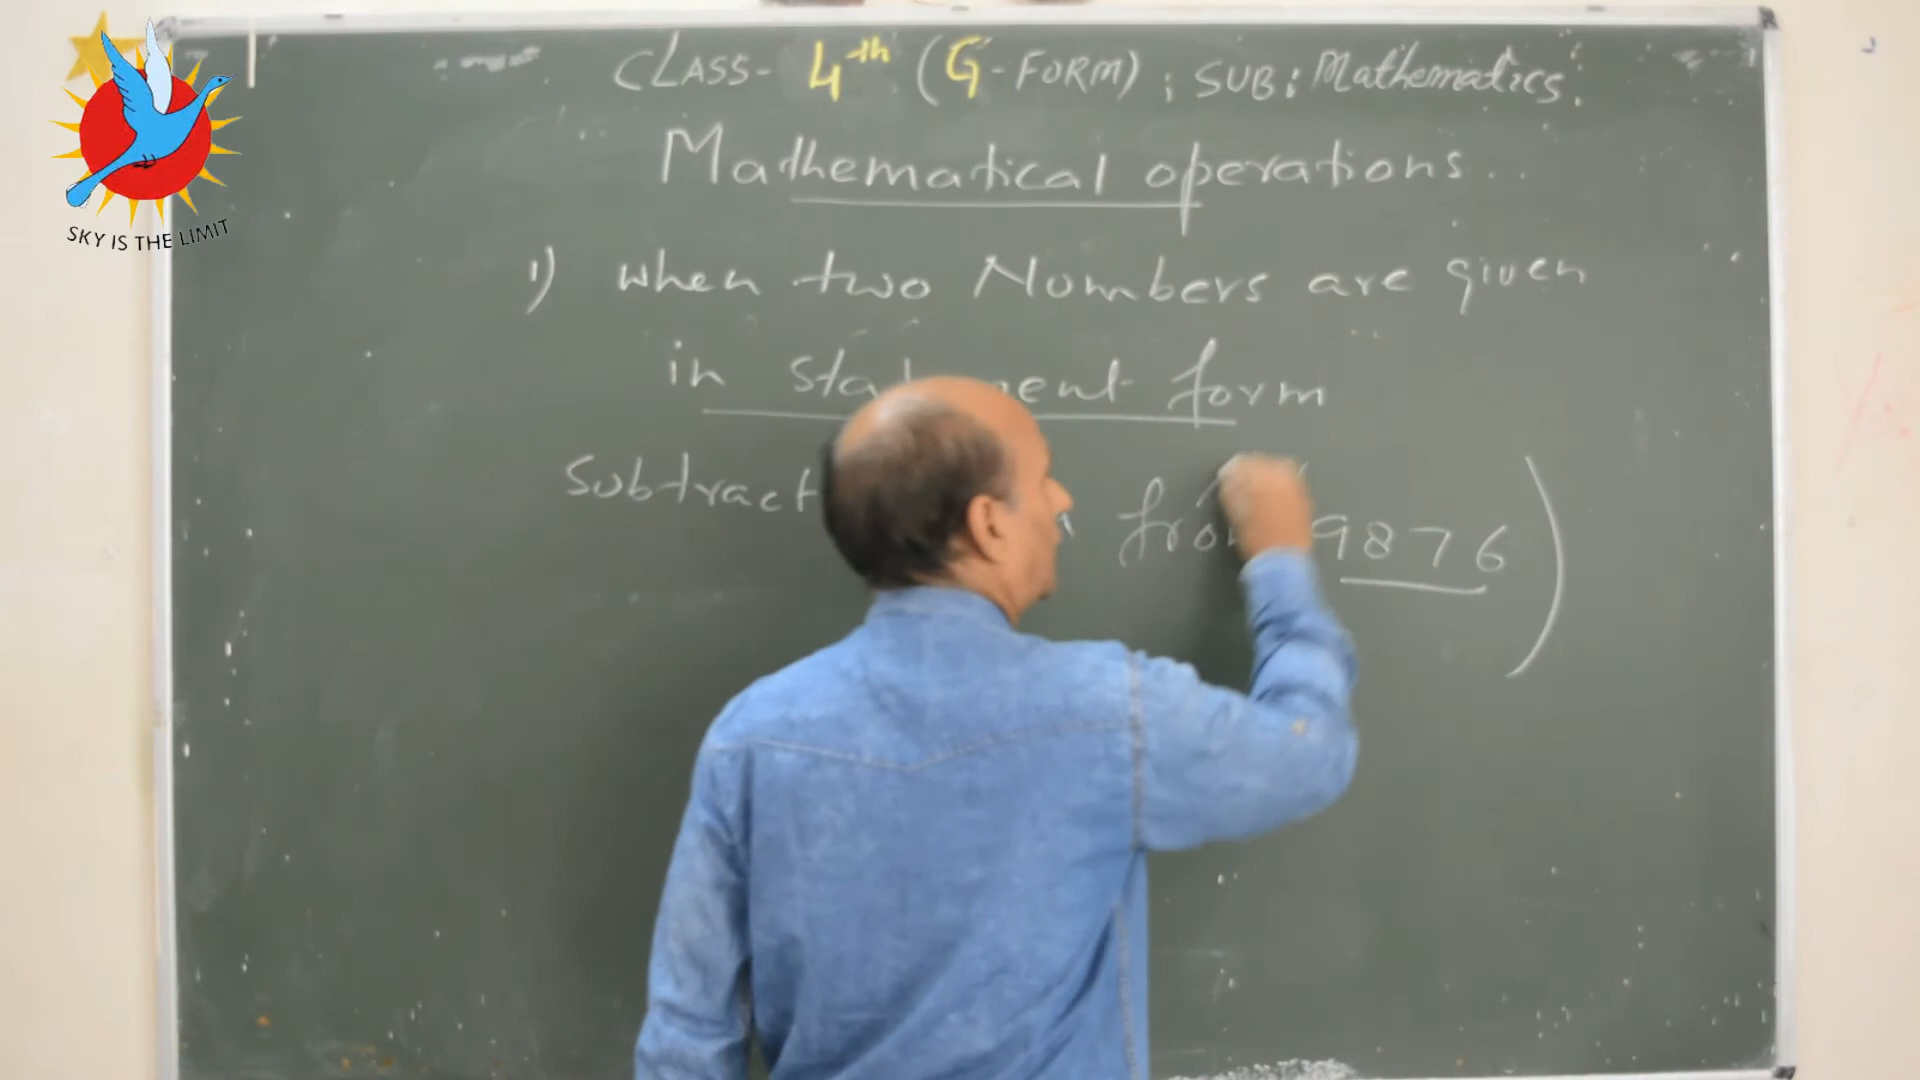 SKY IS THE LIMIT
CLASS- 4th (G-FORM) ; SUB: Mathematics.
Mathematical operations..
1) when two Numbers are given
in statement form
Subtract from 9876)